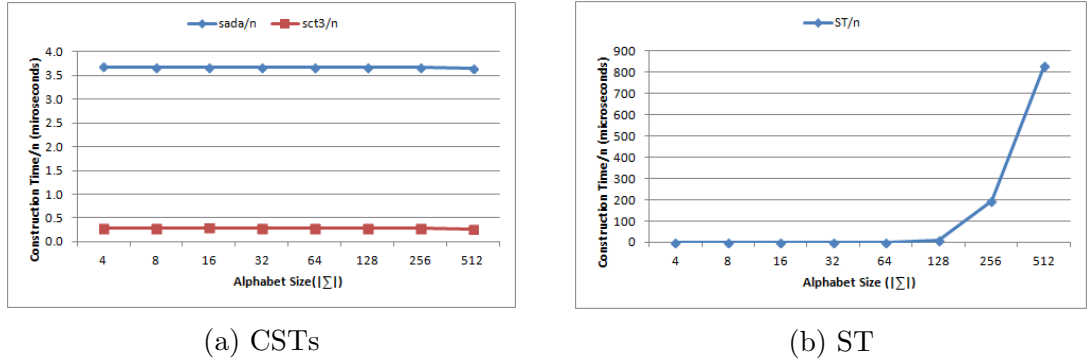 sada/n sct3/n
4.0
3.5
3.0
2.5
2.0
1.5
1.0
0.5
0.0
Construction Time/n (miroseconds)
4 8 16 32 64 128 256 512
Alphabet Size(|∑|)
(a) CSTs
ST/n
900
800
700
600
500
400
300
200
100
0
Construction Time/n (microseconds)
4 8 16 32 64 128 256 512
Alphabet Size (|∑|)
(b) ST